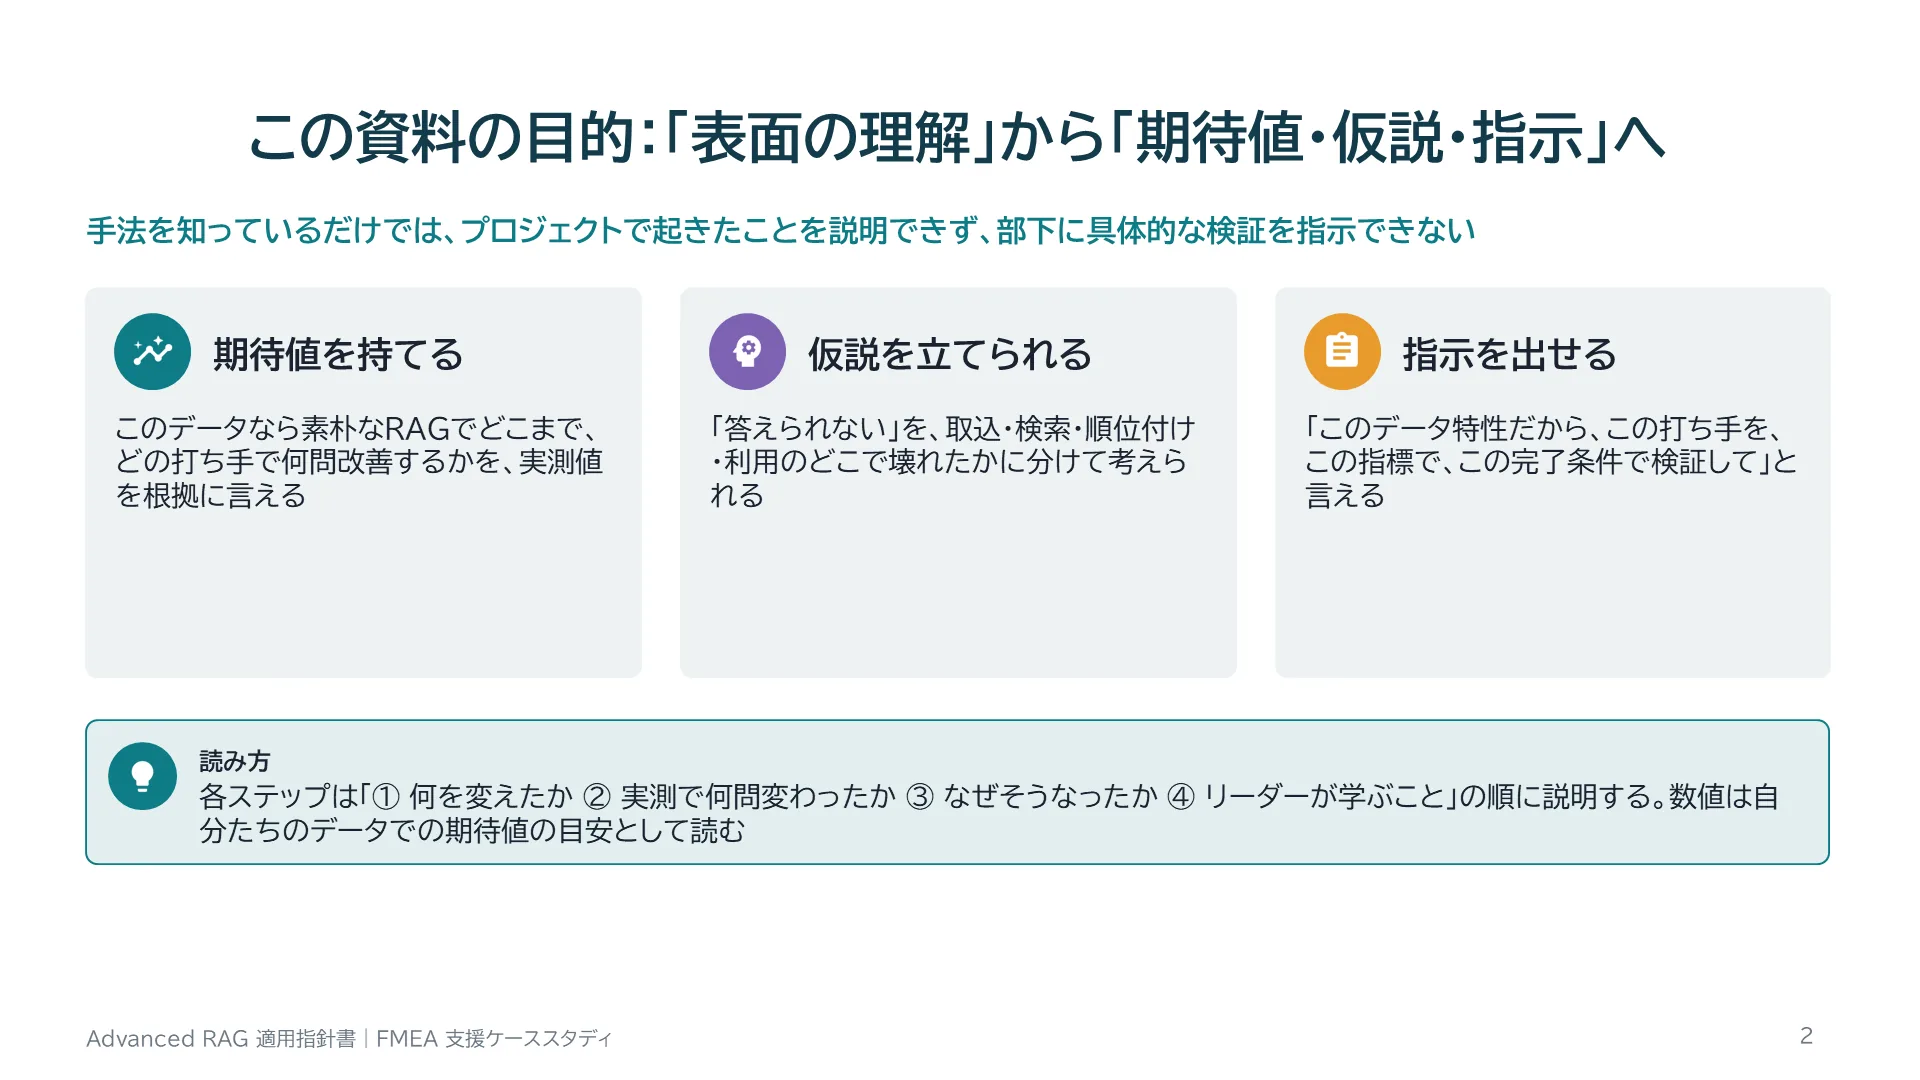 この資料の目的：「表面の理解」から「期待値・仮説・指示」へ
手法を知っているだけでは、プロジェクトで起きたことを説明できず、部下に具体的な検証を指示できない
期待値を持てる
このデータなら素朴なRAGでどこまで、
どの打ち手で何問改善するかを、実測値
を根拠に言える
仮説を立てられる
「答えられない」を、取込・検索・順位付け
・利用のどこで壊れたかに分けて考えら
れる
指示を出せる
「このデータ特性だから、この打ち手を、
この指標で、この完了条件で検証して」と
言える
読み方
各ステップは「① 何を変えたか ② 実測で何問変わったか ③ なぜそうなったか ④ リーダーが学ぶこと」の順に説明する。数値は自
分たちのデータでの期待値の目安として読む
Advanced RAG 適用指針書｜FMEA 支援ケーススタディ
2